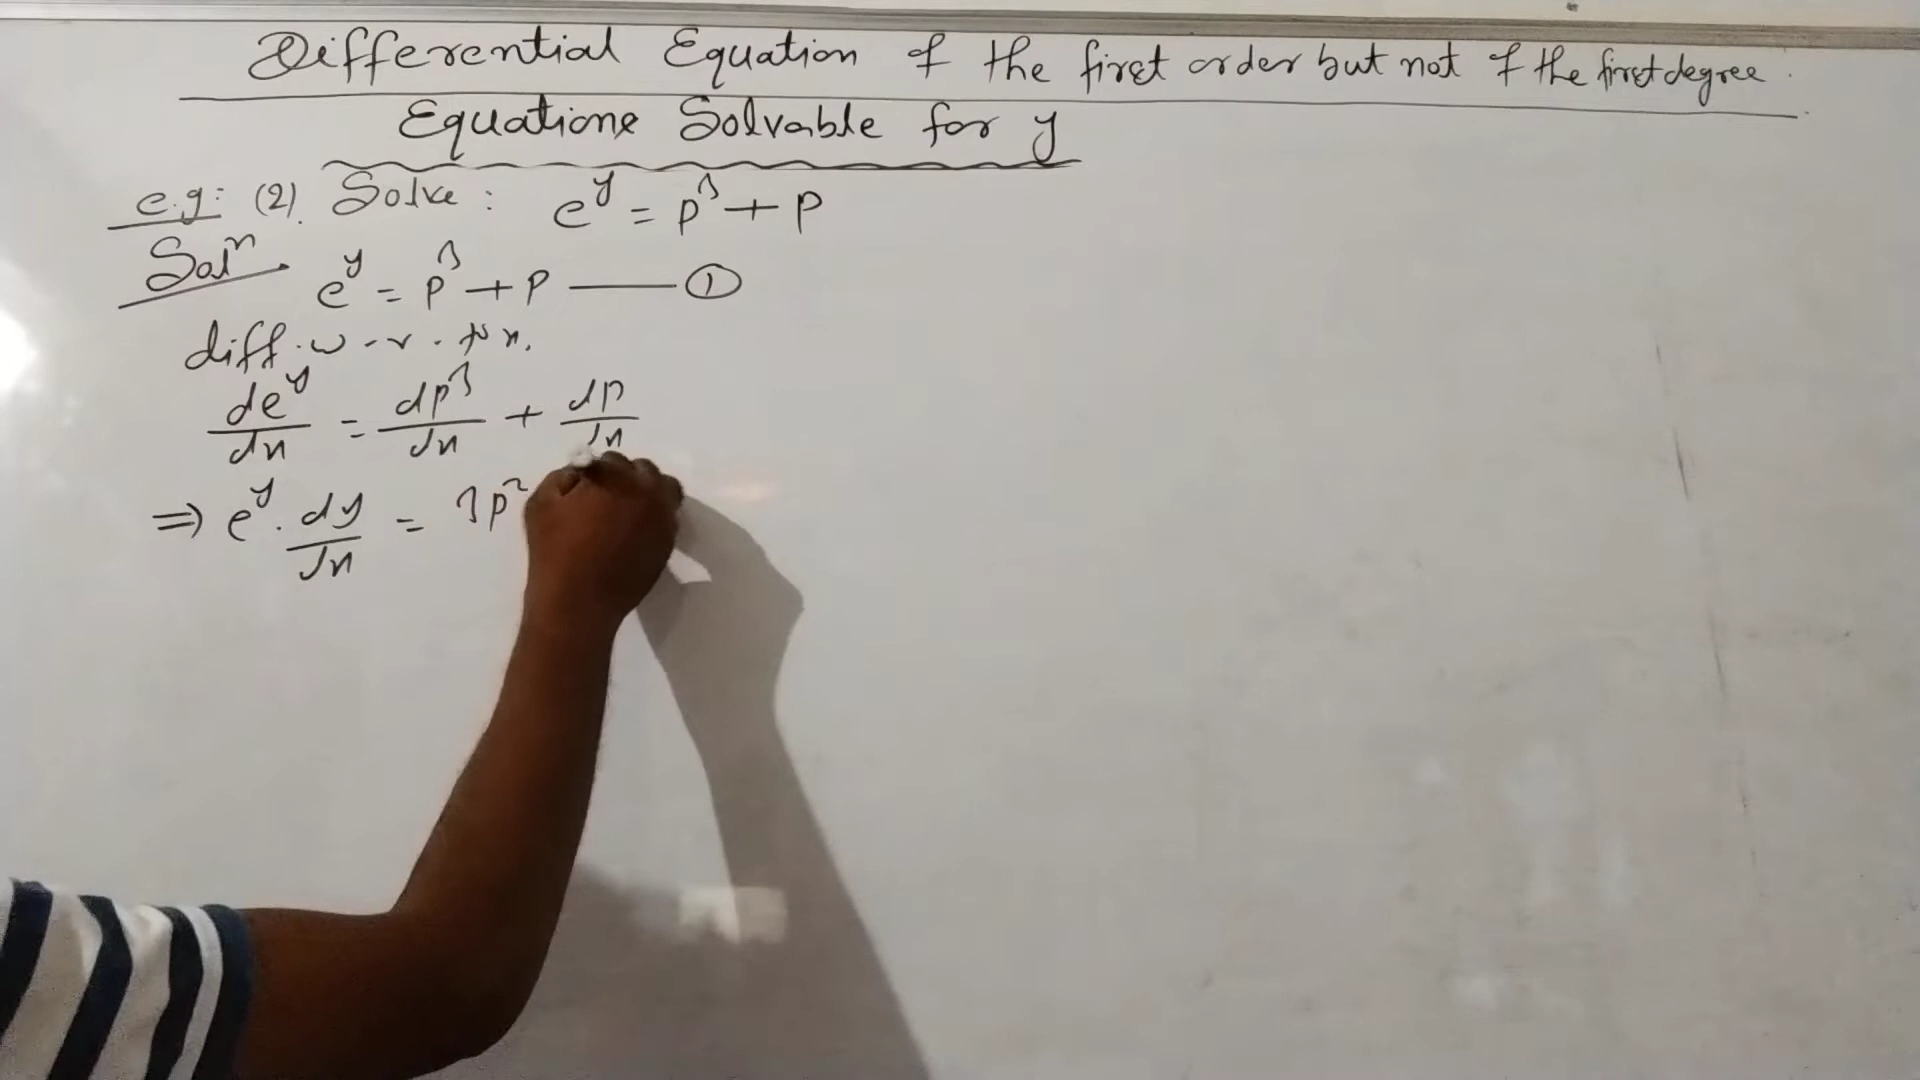 Differential Equation of the first order but not of the first degree.
Equations Solvable for y
e.g: (2). Solve: e^y = p^3 + p
Sol^n. e^y = p^3 + p —— ①
diff. w.r.to x.
de^y/dx = dp^3/dx + dp/dx
⇒ e^y . dy/dx = 3p^2